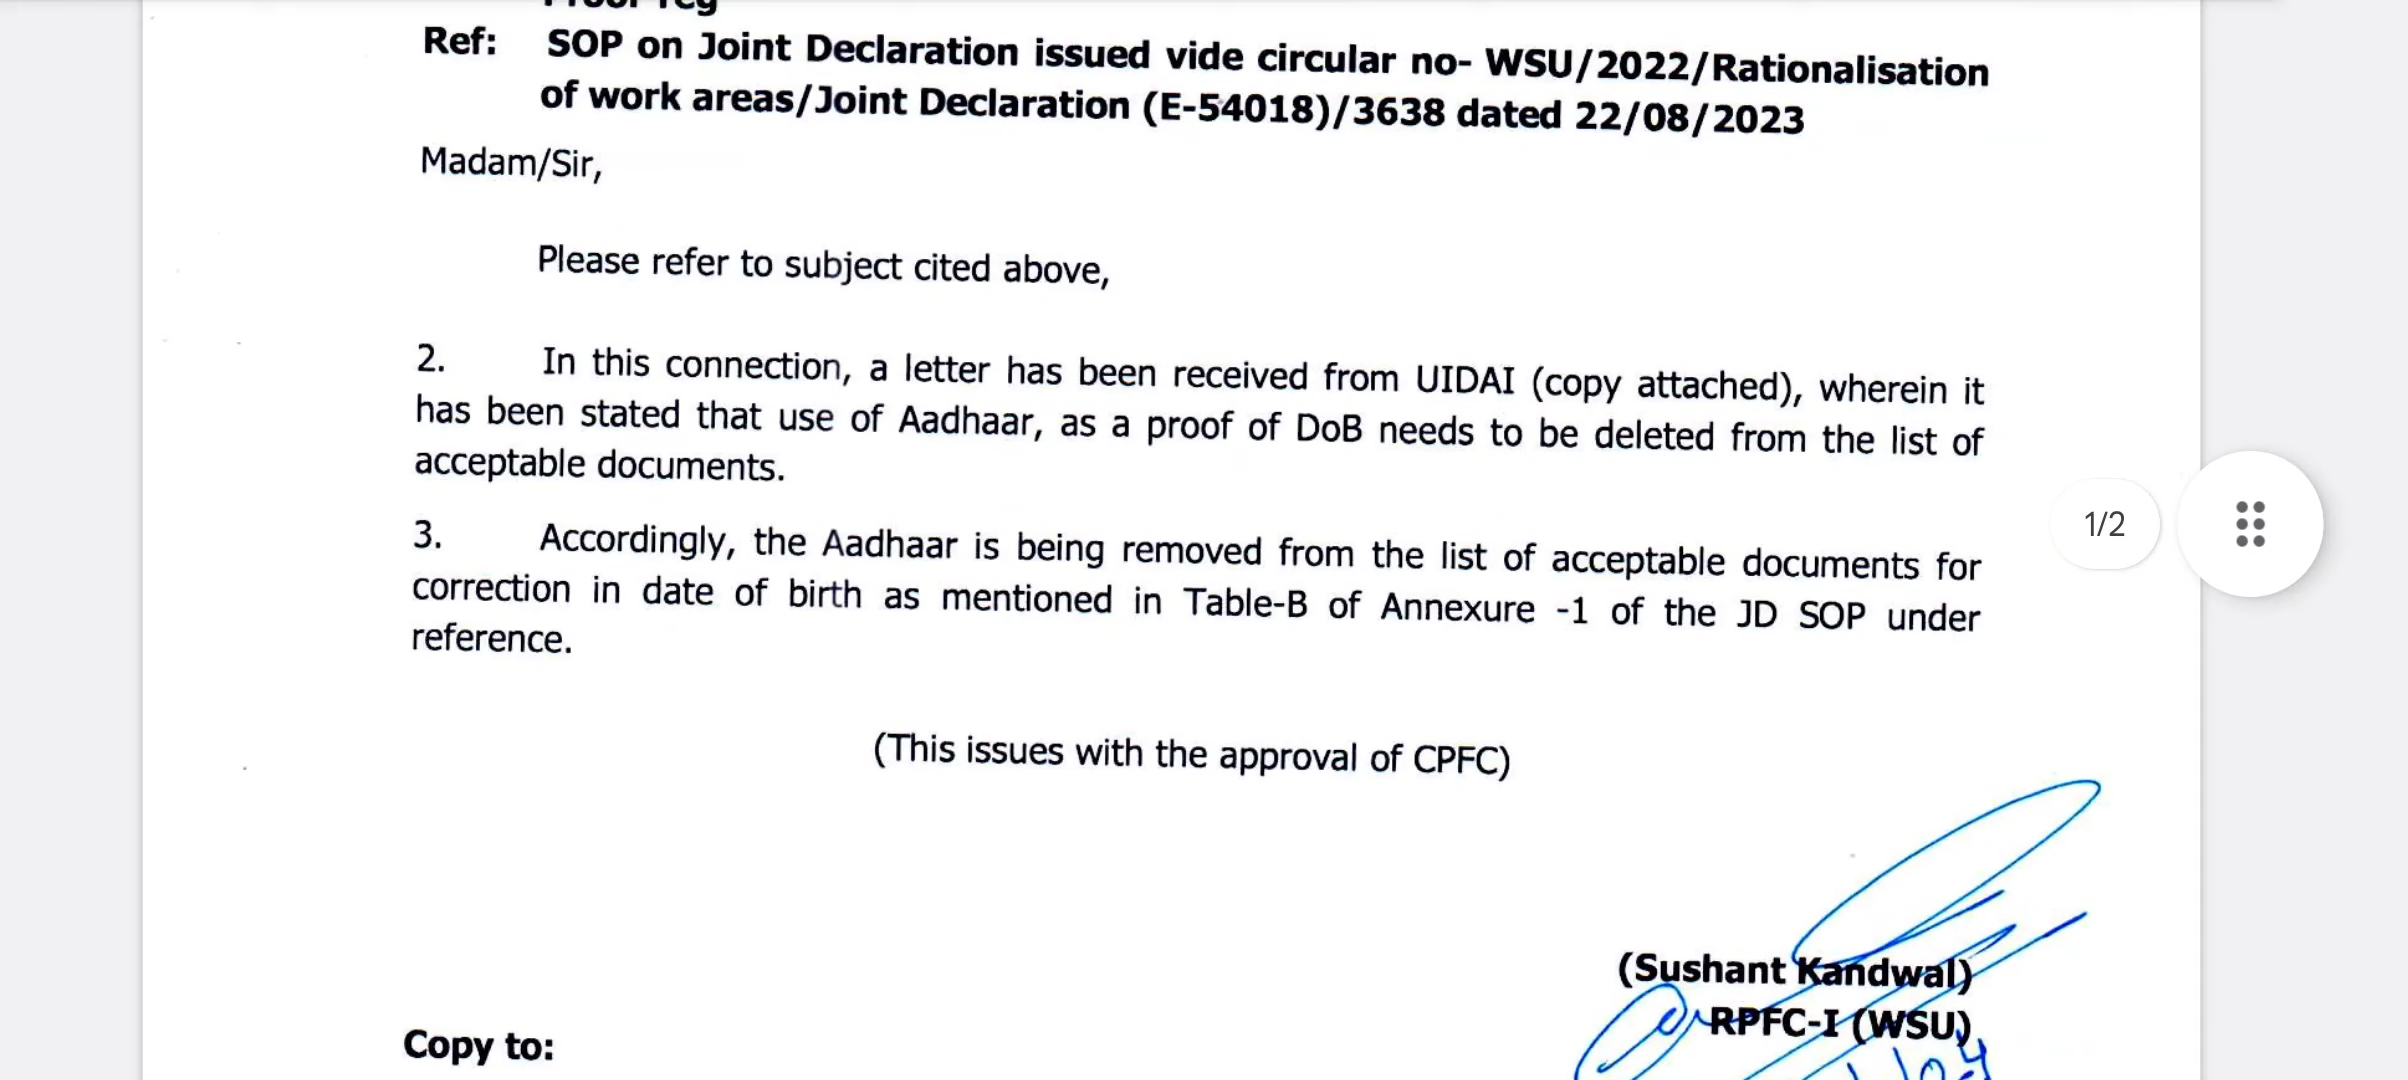 Proof reg
Ref: SOP on Joint Declaration issued vide circular no- WSU/2022/Rationalisation
of work areas/Joint Declaration (E-54018)/3638 dated 22/08/2023
Madam/Sir,
Please refer to subject cited above,
2. In this connection, a letter has been received from UIDAI (copy attached), wherein it
has been stated that use of Aadhaar, as a proof of DoB needs to be deleted from the list of
acceptable documents.
3. Accordingly, the Aadhaar is being removed from the list of acceptable documents for
correction in date of birth as mentioned in Table-B of Annexure -1 of the JD SOP under
reference.
1/2
(This issues with the approval of CPFC)
(Sushant Kandwal)
RPFC-I (WSU)
Copy to: